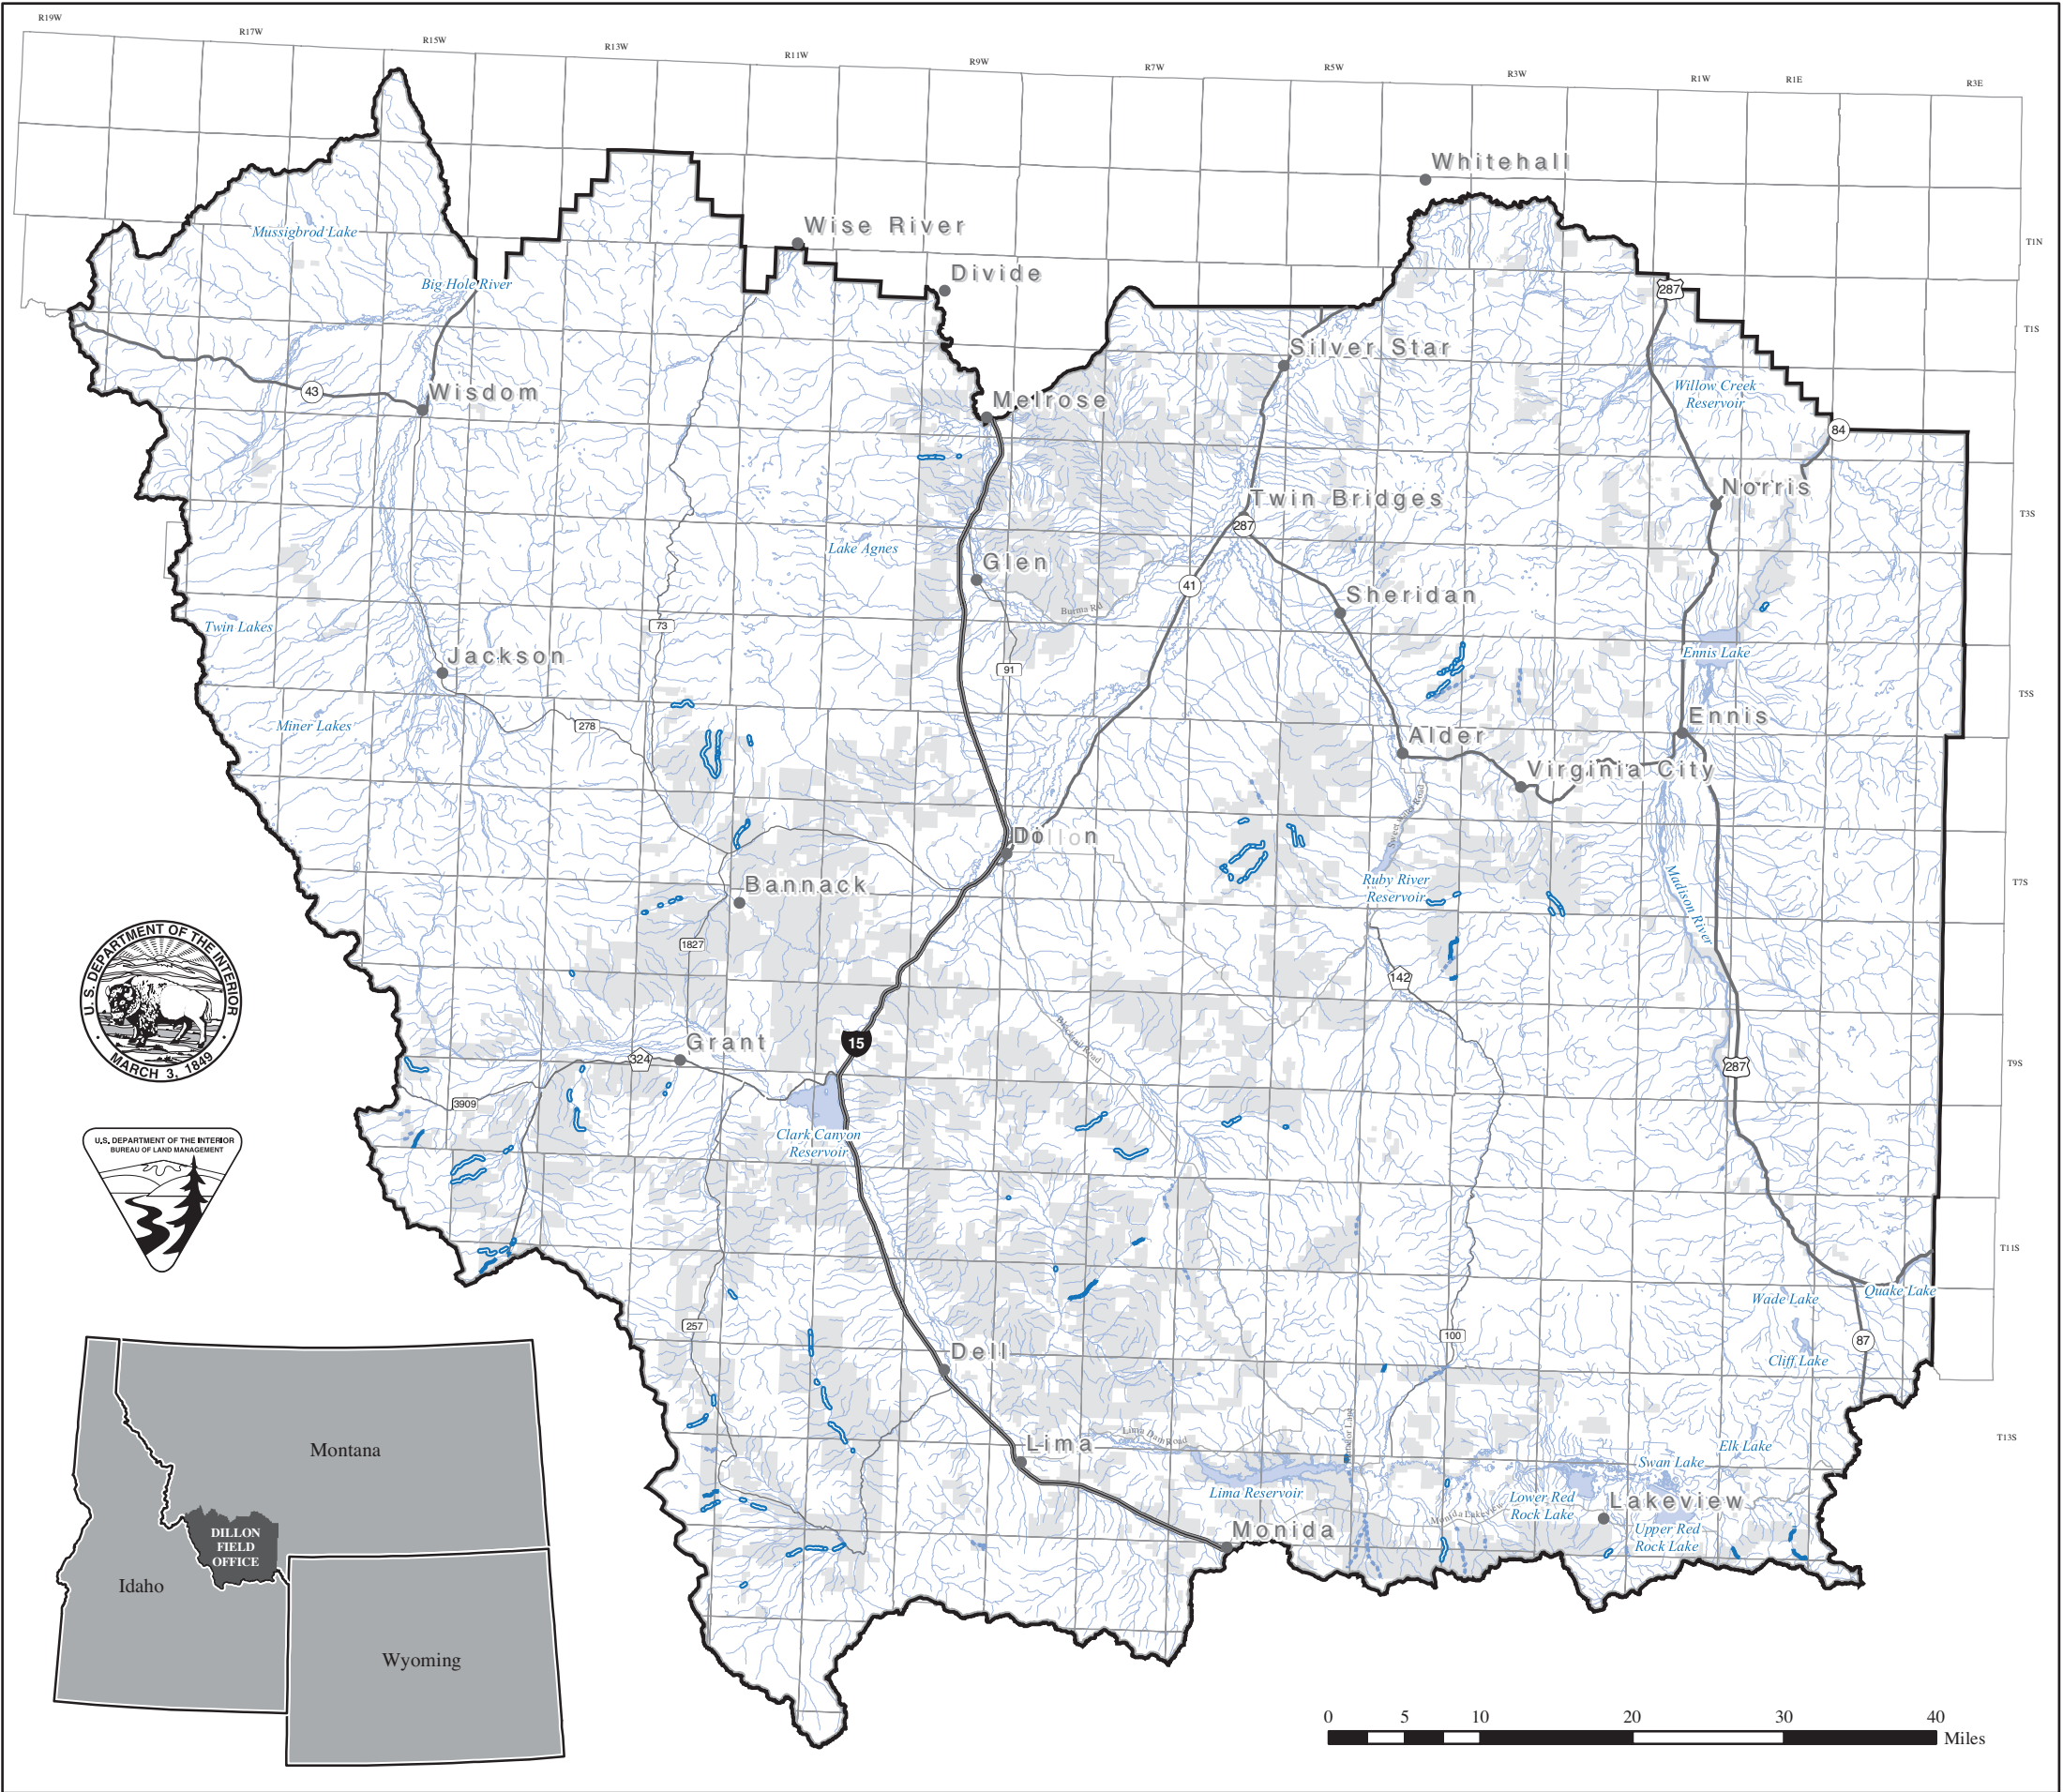 R19W
R17W
R15W
R13W
R11W
R9W
R7W
R5W
R3W
R1W
R1E
R3E
T1N
T1S
T3S
T5S
T7S
T9S
T11S
T13S
Whitehall
Wise River
Mussigbrod Lake
Divide
Big Hole River
287
Silver Star
43
Wisdom
Melrose
Willow Creek
Reservoir
84
Norris
Twin Bridges
287
Lake Agnes
Glen
41
Sheridan
Burma Rd
Twin Lakes
73
Jackson
91
Ennis Lake
Miner Lakes
278
Ennis
Alder
Virginia City
Dillon
Bannack
Ruby River
Reservoir
Madison River
1827
142
Grant
324
15
Blacktail Road
287
3909
Clark Canyon
Reservoir
Wade Lake
Quake Lake
257
100
87
Dell
Cliff Lake
Lima
Lima Dam Road
Elk Lake
Swan Lake
Lima Reservoir
Lower Red
Rock Lake
Lakeview
Monida
Monida Lakeview
Upper Red
Rock Lake
U.S. DEPARTMENT OF THE INTERIOR
MARCH 3, 1849
U.S. DEPARTMENT OF THE INTERIOR
BUREAU OF LAND MANAGEMENT
Montana
DILLON
FIELD
OFFICE
Idaho
Wyoming
0 5 10 20 30 40
Miles